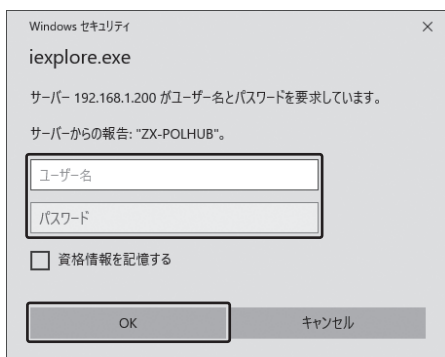 Windows セキュリティ
iexplore.exe
サーバー 192.168.1.200 がユーザー名とパスワードを要求しています。
サーバーからの報告: "ZX-POLHUB"。
ユーザー名
パスワード
資格情報を記憶する
OK キャンセル